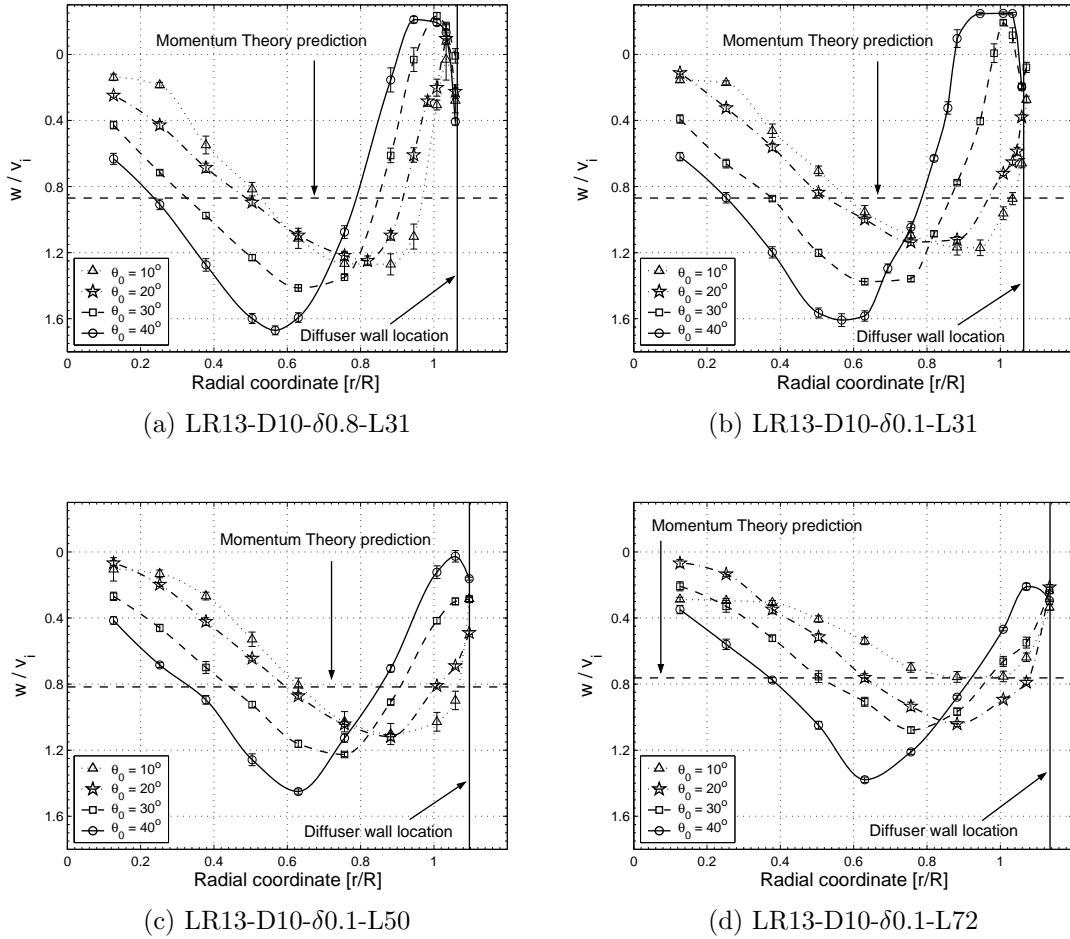 0
0.4
0.8
1.2
1.6
w / v_i
Momentum Theory prediction
θ_0 = 10°
θ_0 = 20°
θ_0 = 30°
θ_0 = 40°
Diffuser wall location
0 0.2 0.4 0.6 0.8 1
Radial coordinate [r/R]
(a) LR13-D10-δ0.8-L31
0
0.4
0.8
1.2
1.6
w / v_i
Momentum Theory prediction
θ_0 = 10°
θ_0 = 20°
θ_0 = 30°
θ_0 = 40°
Diffuser wall location
0 0.2 0.4 0.6 0.8 1
Radial coordinate [r/R]
(b) LR13-D10-δ0.1-L31
0
0.4
0.8
1.2
1.6
w / v_i
Momentum Theory prediction
θ_0 = 10°
θ_0 = 20°
θ_0 = 30°
θ_0 = 40°
Diffuser wall location
0 0.2 0.4 0.6 0.8 1
Radial coordinate [r/R]
(c) LR13-D10-δ0.1-L50
0
0.4
0.8
1.2
1.6
w / v_i
Momentum Theory prediction
θ_0 = 10°
θ_0 = 20°
θ_0 = 30°
θ_0 = 40°
Diffuser wall location
0 0.2 0.4 0.6 0.8 1
Radial coordinate [r/R]
(d) LR13-D10-δ0.1-L72